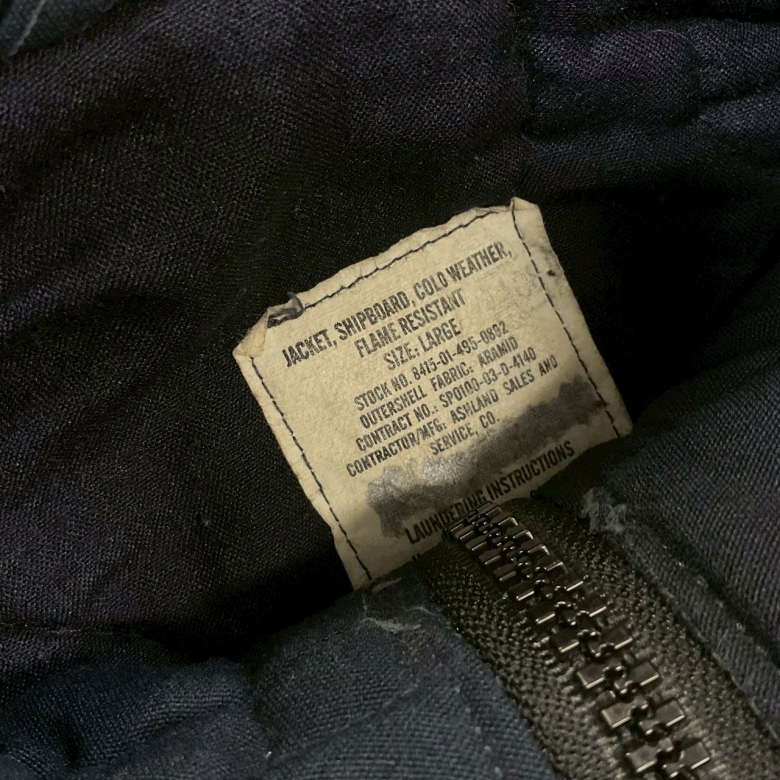 JACKET, SHIPBOARD, COLD WEATHER,
FLAME RESISTANT
SIZE: LARGE
STOCK NO. 8415-01-495-0892
OUTERSHELL FABRIC: ARAMID
CONTRACT NO.: SPO100-03-D-4140
CONTRACTOR/MFG: ASHLAND SALES AND
SERVICE, CO.
LAUNDERING INSTRUCTIONS